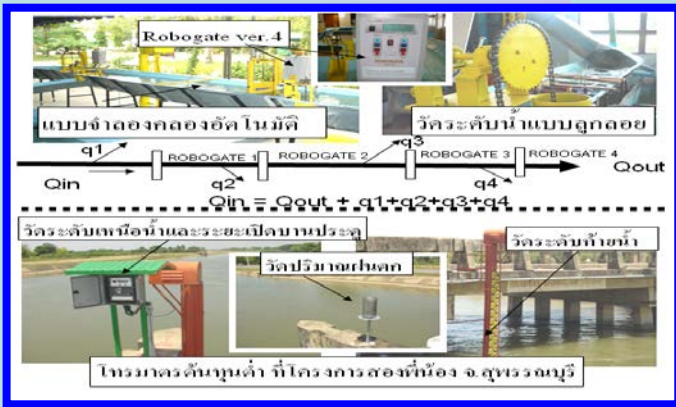 Robogate ver.4
แบบจำลองคลองอัตโนมัติ
วัดระดับน้ำแบบลูกลอย
q1
q3
ROBOGATE 1
ROBOGATE 2
ROBOGATE 3
ROBOGATE 4
Qin
q2
q4
Qout
Qin = Qout + q1+q2+q3+q4
วัดระดับเหนือน้ำและระยะเปิดบานประตู
วัดปริมาณฝนตก
วัดระดับท้ายน้ำ
โทรมาตรต้นทุนต่ำ ที่โครงการสองพี่น้อง จ.สุพรรณบุรี